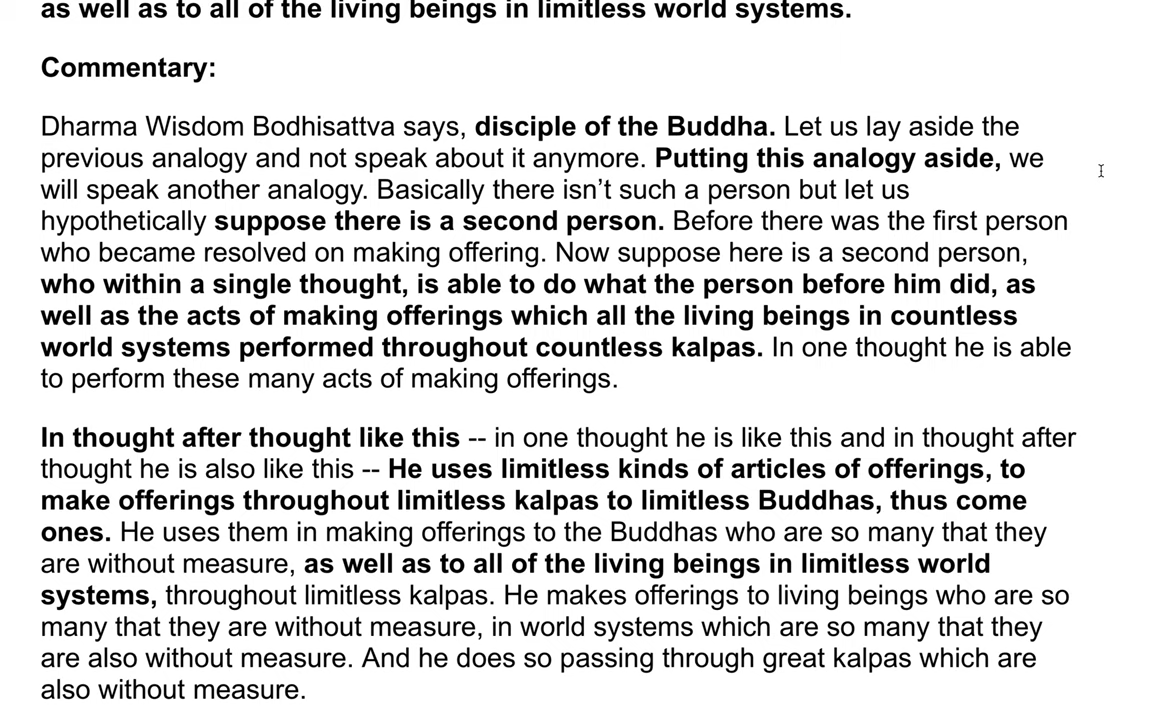 as well as to all of the living beings in limitless world systems.
Commentary:
Dharma Wisdom Bodhisattva says, disciple of the Buddha. Let us lay aside the
previous analogy and not speak about it anymore. Putting this analogy aside, we
will speak another analogy. Basically there isn’t such a person but let us
hypothetically suppose there is a second person. Before there was the first person
who became resolved on making offering. Now suppose here is a second person,
who within a single thought, is able to do what the person before him did, as
well as the acts of making offerings which all the living beings in countless
world systems performed throughout countless kalpas. In one thought he is able
to perform these many acts of making offerings.
In thought after thought like this -- in one thought he is like this and in thought after
thought he is also like this -- He uses limitless kinds of articles of offerings, to
make offerings throughout limitless kalpas to limitless Buddhas, thus come
ones. He uses them in making offerings to the Buddhas who are so many that they
are without measure, as well as to all of the living beings in limitless world
systems, throughout limitless kalpas. He makes offerings to living beings who are so
many that they are without measure, in world systems which are so many that they
are also without measure. And he does so passing through great kalpas which are
also without measure.